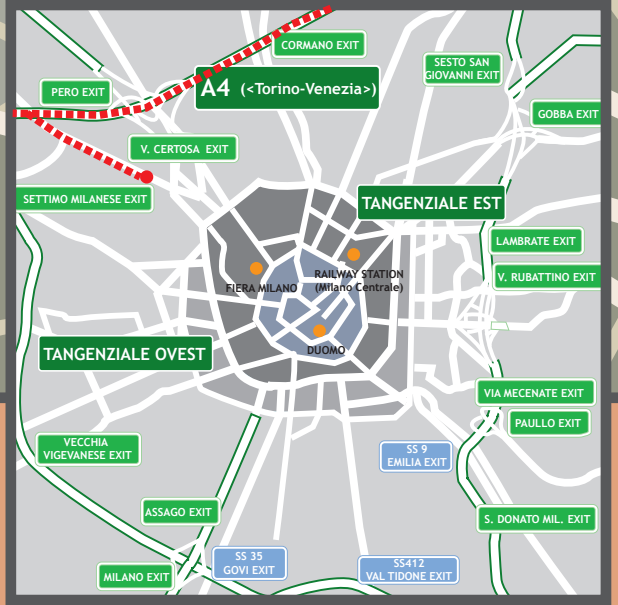 CORMANO EXIT
SESTO SAN
GIOVANNI EXIT
A4 (<Torino-Venezia>)
PERO EXIT
GOBBA EXIT
V. CERTOSA EXIT
SETTIMO MILANESE EXIT
TANGENZIALE EST
LAMBRATE EXIT
RAILWAY STATION
(Milano Centrale)
V. RUBATTINO EXIT
FIERA MILANO
DUOMO
TANGENZIALE OVEST
VIA MECENATE EXIT
PAULLO EXIT
VECCHIA
VIGEVANESE EXIT
SS 9
EMILIA EXIT
ASSAGO EXIT
S. DONATO MIL. EXIT
SS 35
GOVI EXIT
SS412
VAL TIDONE EXIT
MILANO EXIT